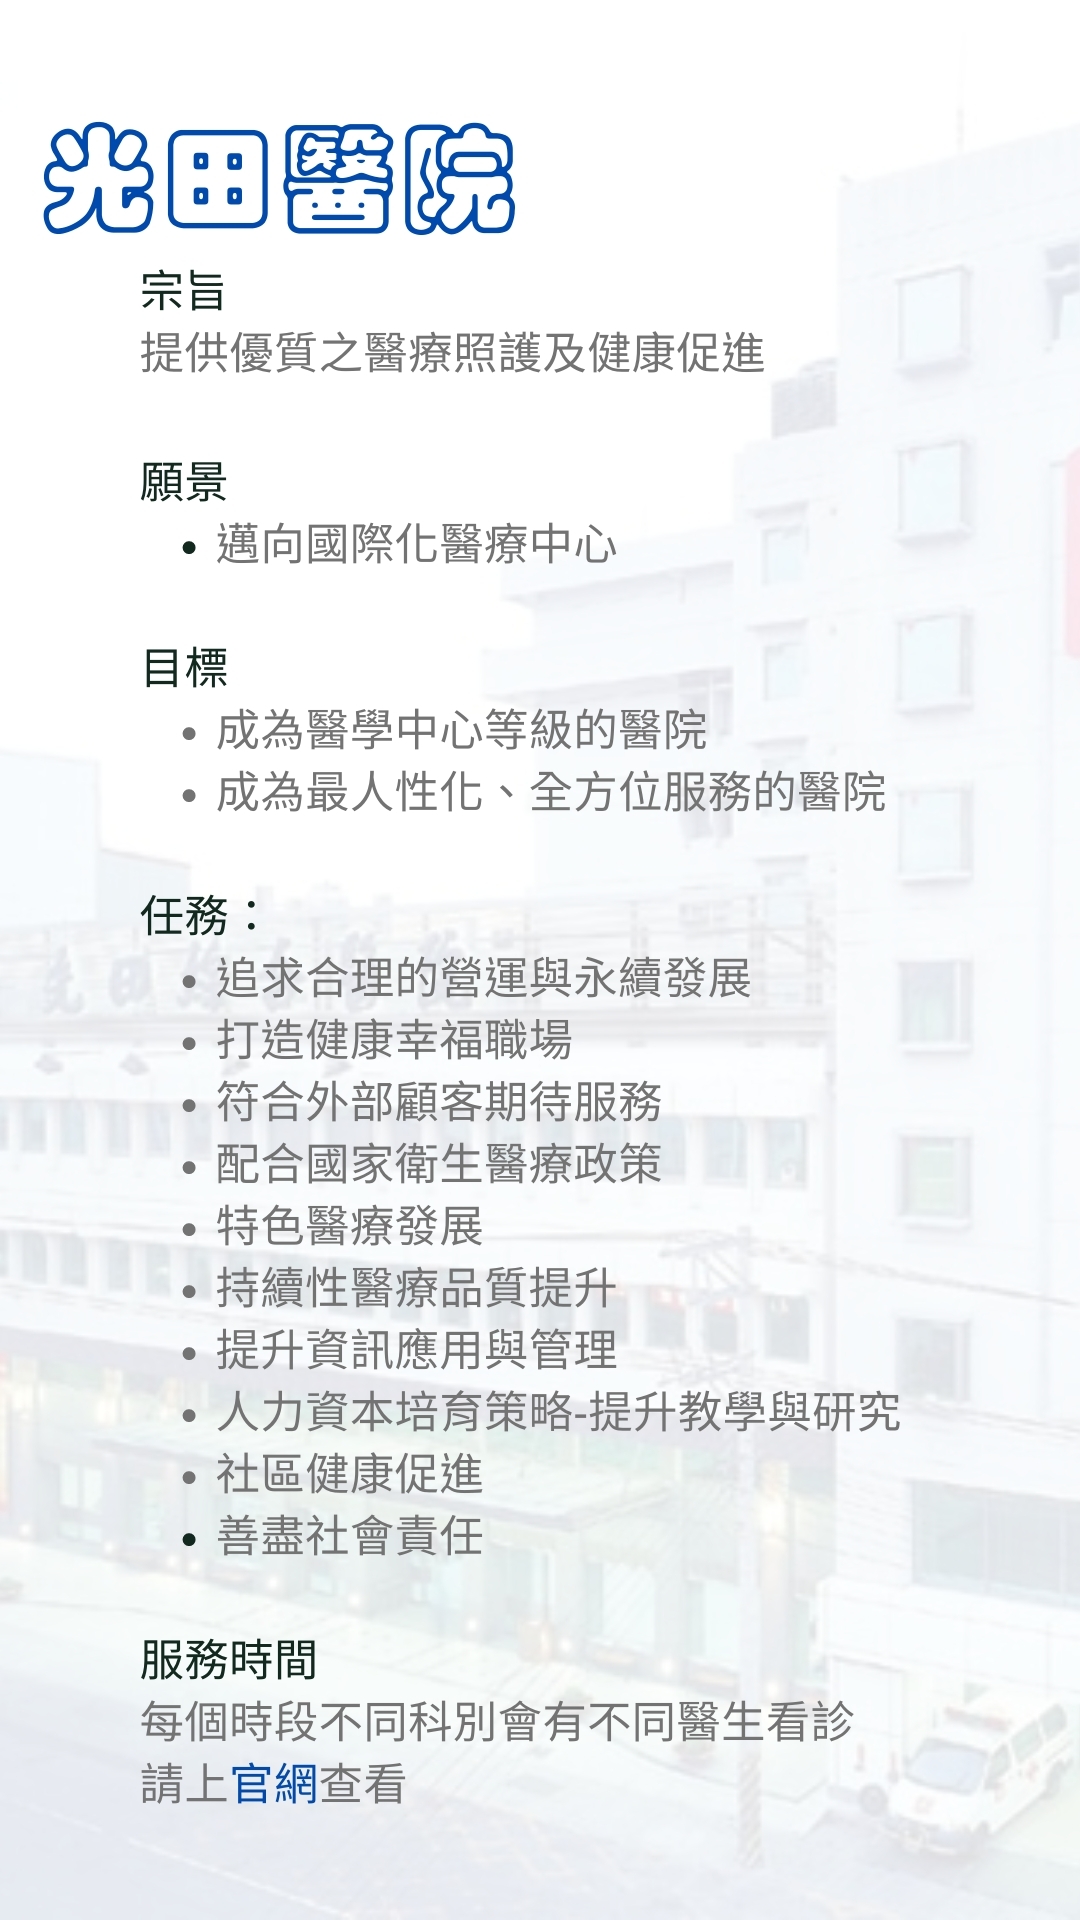 光田醫院
宗旨
提供優質之醫療照護及健康促進
願景
• 邁向國際化醫療中心
目標
• 成為醫學中心等級的醫院
• 成為最人性化、全方位服務的醫院
任務：
• 追求合理的營運與永續發展
• 打造健康幸福職場
• 符合外部顧客期待服務
• 配合國家衛生醫療政策
• 特色醫療發展
• 持續性醫療品質提升
• 提升資訊應用與管理
• 人力資本培育策略-提升教學與研究
• 社區健康促進
• 善盡社會責任
服務時間
每個時段不同科別會有不同醫生看診
請上官網查看